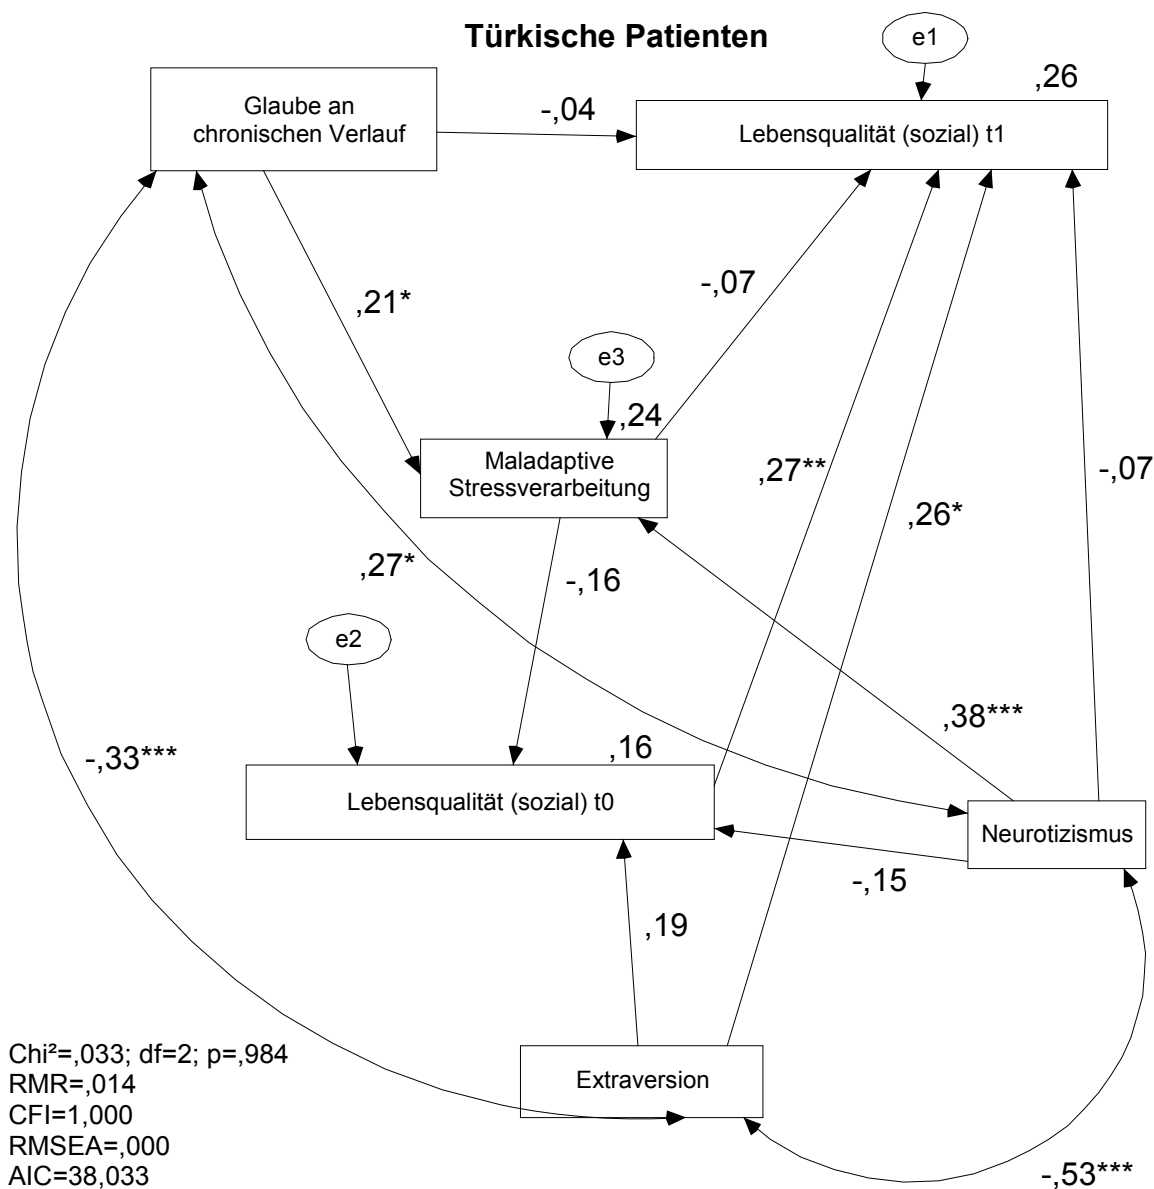 Türkische Patienten
e1
,26
Glaube an
chronischen Verlauf
-,04
Lebensqualität (sozial) t1
-,07
,21*
e3
,24
Maladaptive
Stressverarbeitung
,27**
-,07
,26*
,27*
-,16
e2
,38***
-,33***
,16
Lebensqualität (sozial) t0
Neurotizismus
-,15
,19
Extraversion
Chi²=,033; df=2; p=,984
RMR=,014
CFI=1,000
RMSEA=,000
AIC=38,033
-,53***